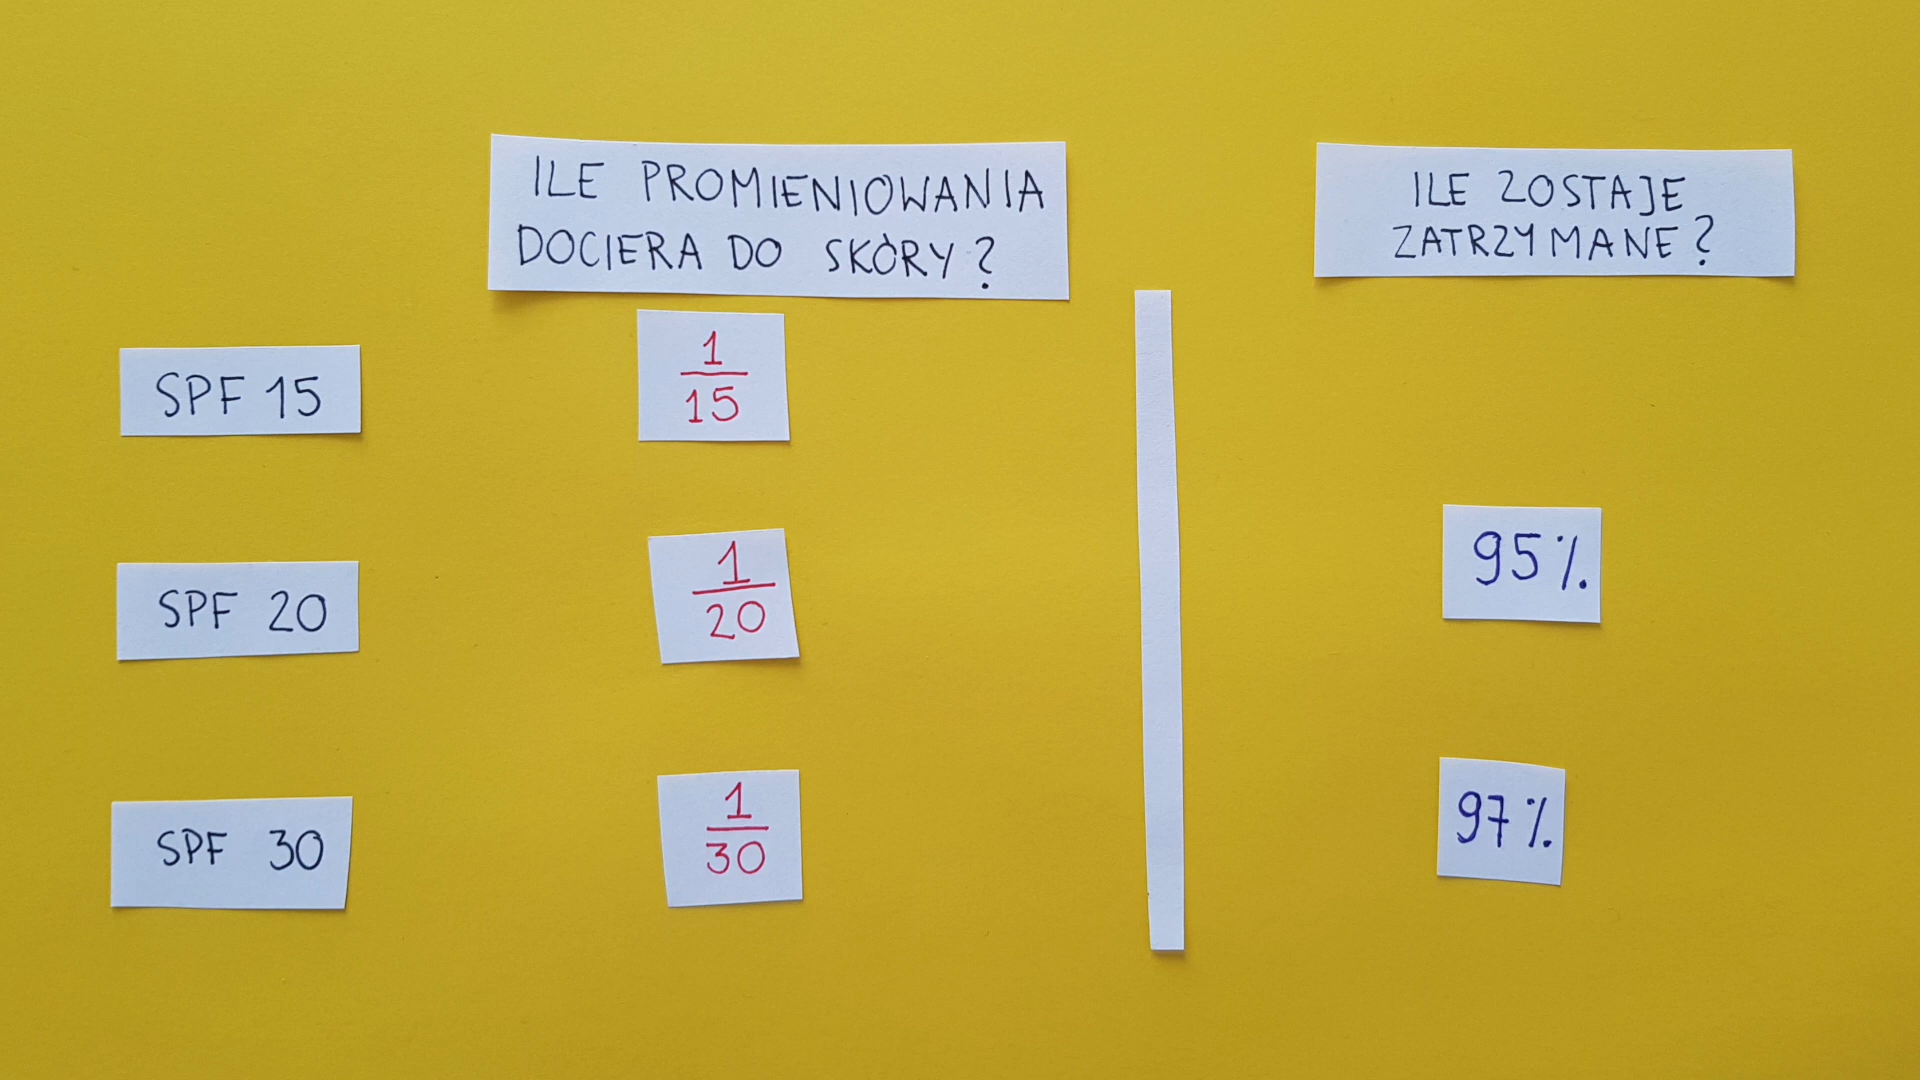 ILE PROMIENIOWANIA
DOCIERA DO SKÓRY?
ILE ZOSTAJE
ZATRZYMANE?
SPF 15
1
15
SPF 20
1
20
95%
SPF 30
1
30
97%